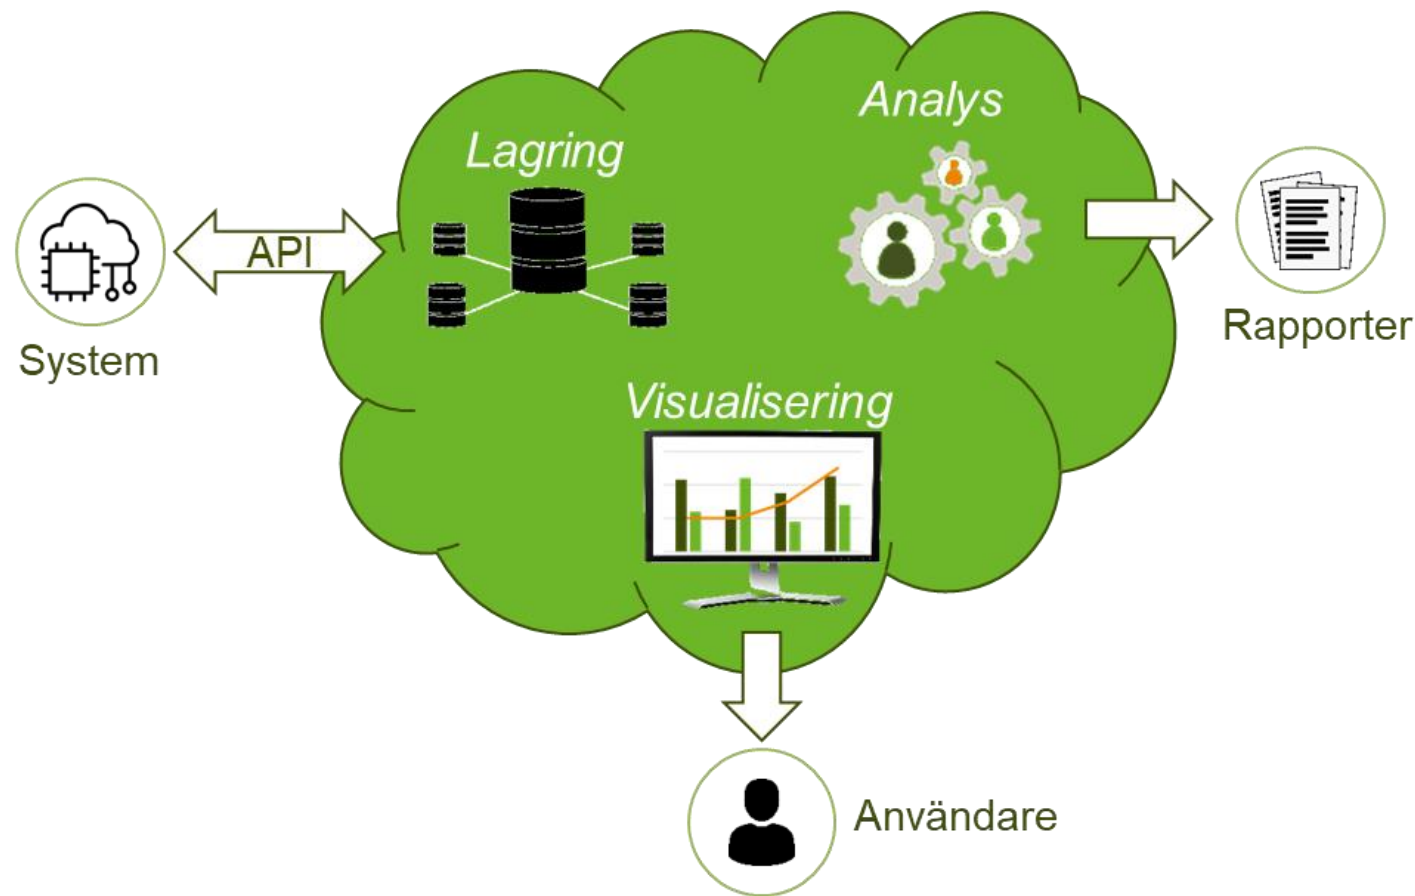 Analys
Lagring
API
System
Rapporter
Visualisering
Användare